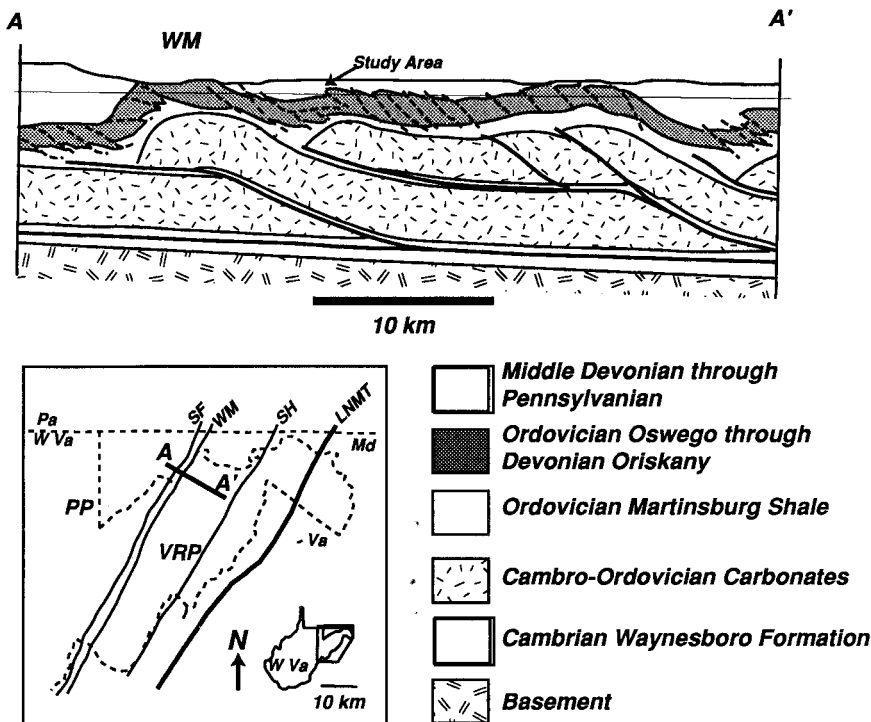 A
A'
WM
Study Area
10 km
Pa
W Va
SF
WM
SH
LNMT
Md
A
A'
PP
VRP
Va
N
W Va
10 km
Middle Devonian through
Pennsylvanian
Ordovician Oswego through
Devonian Oriskany
Ordovician Martinsburg Shale
Cambro-Ordovician Carbonates
Cambrian Waynesboro Formation
Basement